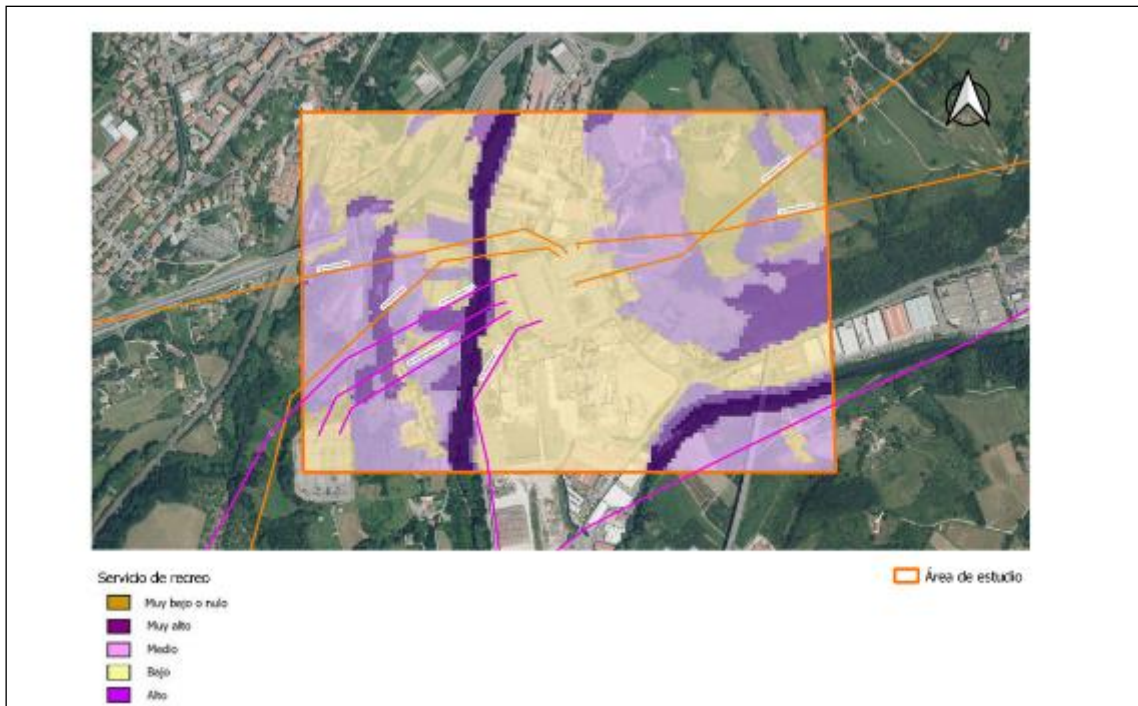 Servicio de recreo
Muy bajo o nulo
Muy alto
Medio
Bajo
Alto
Área de estudio